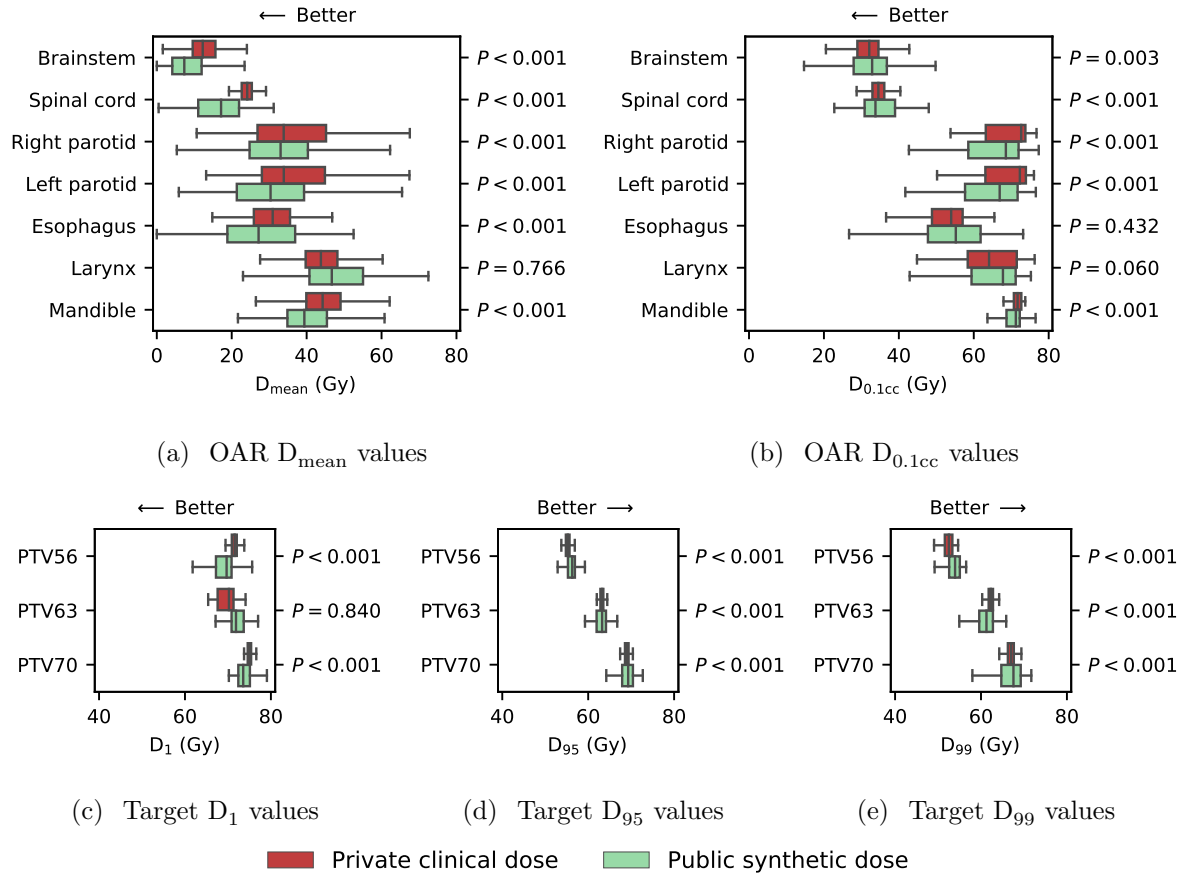 ⟵ Better
Brainstem P < 0.001
Spinal cord P < 0.001
Right parotid P < 0.001
Left parotid P < 0.001
Esophagus P < 0.001
Larynx P = 0.766
Mandible P < 0.001
0 20 40 60 80
D_mean (Gy)
(a) OAR D_mean values
⟵ Better
Brainstem P = 0.003
Spinal cord P < 0.001
Right parotid P < 0.001
Left parotid P < 0.001
Esophagus P = 0.432
Larynx P = 0.060
Mandible P < 0.001
0 20 40 60 80
D_0.1cc (Gy)
(b) OAR D_0.1cc values
⟵ Better
PTV56 P < 0.001
PTV63 P = 0.840
PTV70 P < 0.001
40 60 80
D_1 (Gy)
(c) Target D_1 values
Better ⟶
PTV56 P < 0.001
PTV63 P < 0.001
PTV70 P < 0.001
40 60 80
D_95 (Gy)
(d) Target D_95 values
Better ⟶
PTV56 P < 0.001
PTV63 P < 0.001
PTV70 P < 0.001
40 60 80
D_99 (Gy)
(e) Target D_99 values
Private clinical dose Public synthetic dose